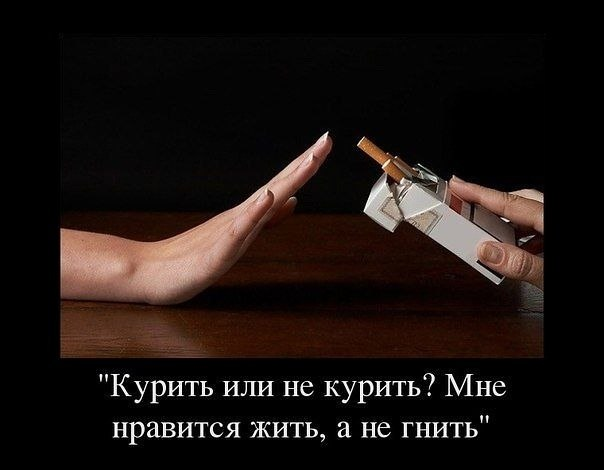 "Курить или не курить? Мне
нравится жить, а не гнить"